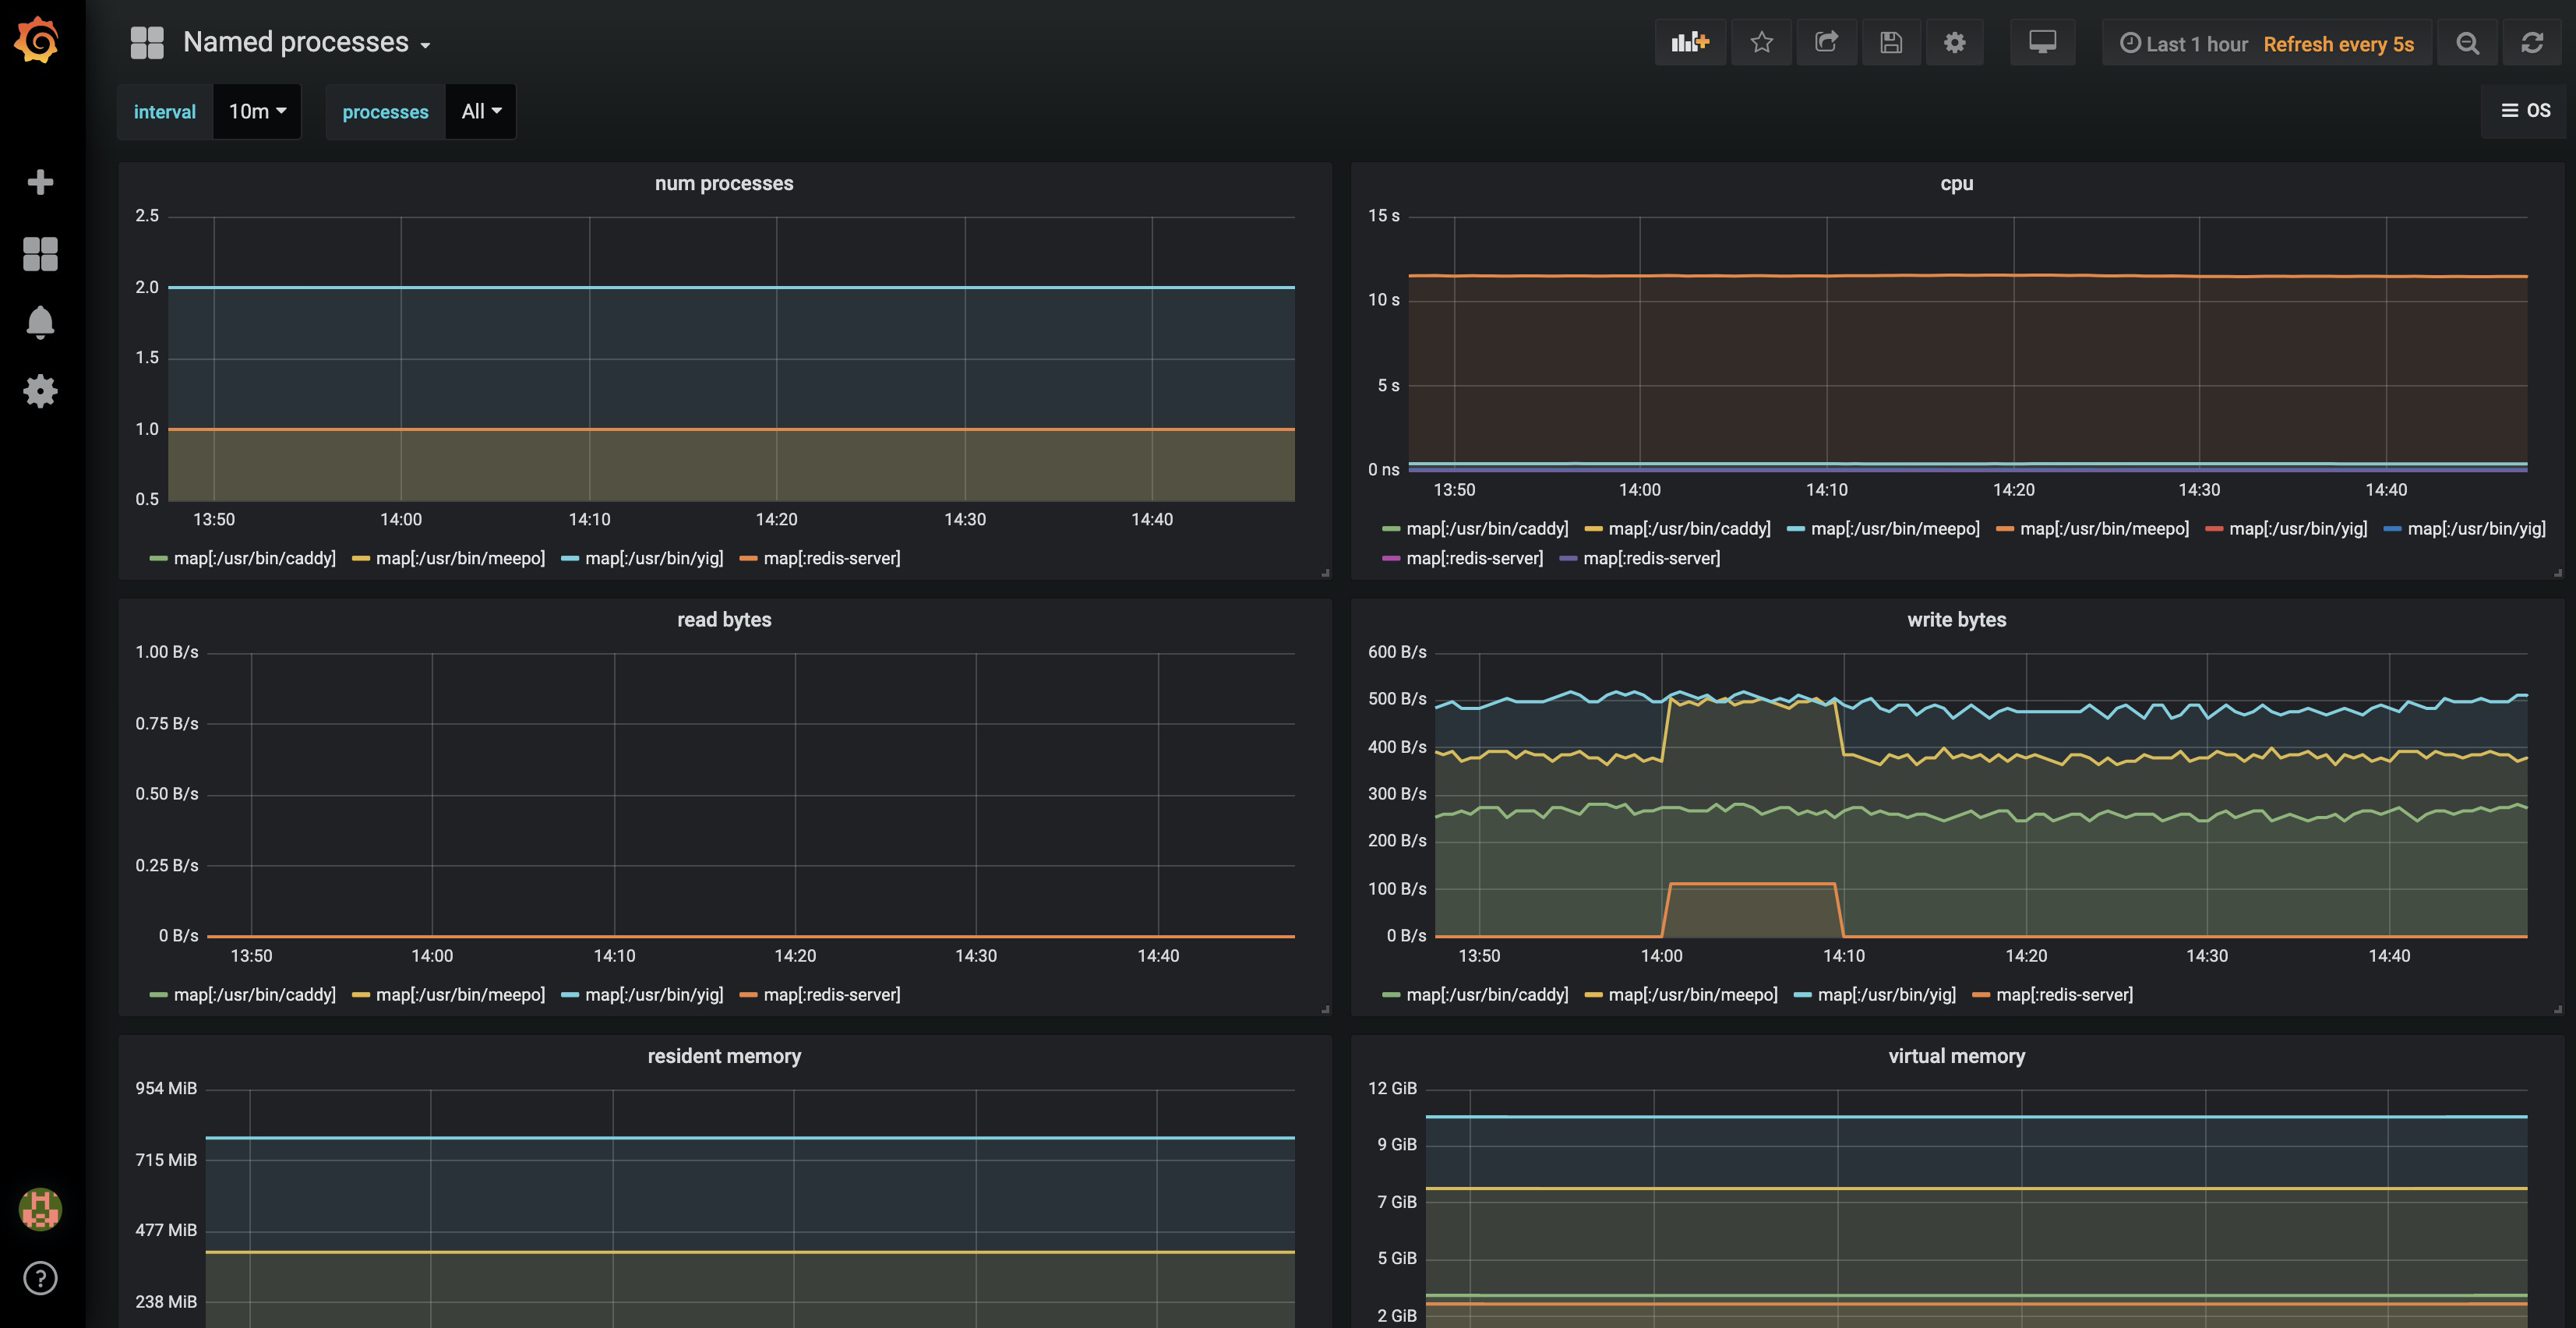 Named processes
Last 1 hour Refresh every 5s
interval 10m processes All
OS
num processes
2.5
2.0
1.5
1.0
0.5
13:50 14:00 14:10 14:20 14:30 14:40
map[:/usr/bin/caddy] map[:/usr/bin/meepo] map[:/usr/bin/yig] map[:redis-server]
cpu
15 s
10 s
5 s
0 ns
13:50 14:00 14:10 14:20 14:30 14:40
map[:/usr/bin/caddy] map[:/usr/bin/caddy] map[:/usr/bin/meepo] map[:/usr/bin/meepo] map[:/usr/bin/yig] map[:/usr/bin/yig]
map[:redis-server] map[:redis-server]
read bytes
1.00 B/s
0.75 B/s
0.50 B/s
0.25 B/s
0 B/s
13:50 14:00 14:10 14:20 14:30 14:40
map[:/usr/bin/caddy] map[:/usr/bin/meepo] map[:/usr/bin/yig] map[:redis-server]
write bytes
600 B/s
500 B/s
400 B/s
300 B/s
200 B/s
100 B/s
0 B/s
13:50 14:00 14:10 14:20 14:30 14:40
map[:/usr/bin/caddy] map[:/usr/bin/meepo] map[:/usr/bin/yig] map[:redis-server]
resident memory
954 MiB
715 MiB
477 MiB
238 MiB
virtual memory
12 GiB
9 GiB
7 GiB
5 GiB
2 GiB